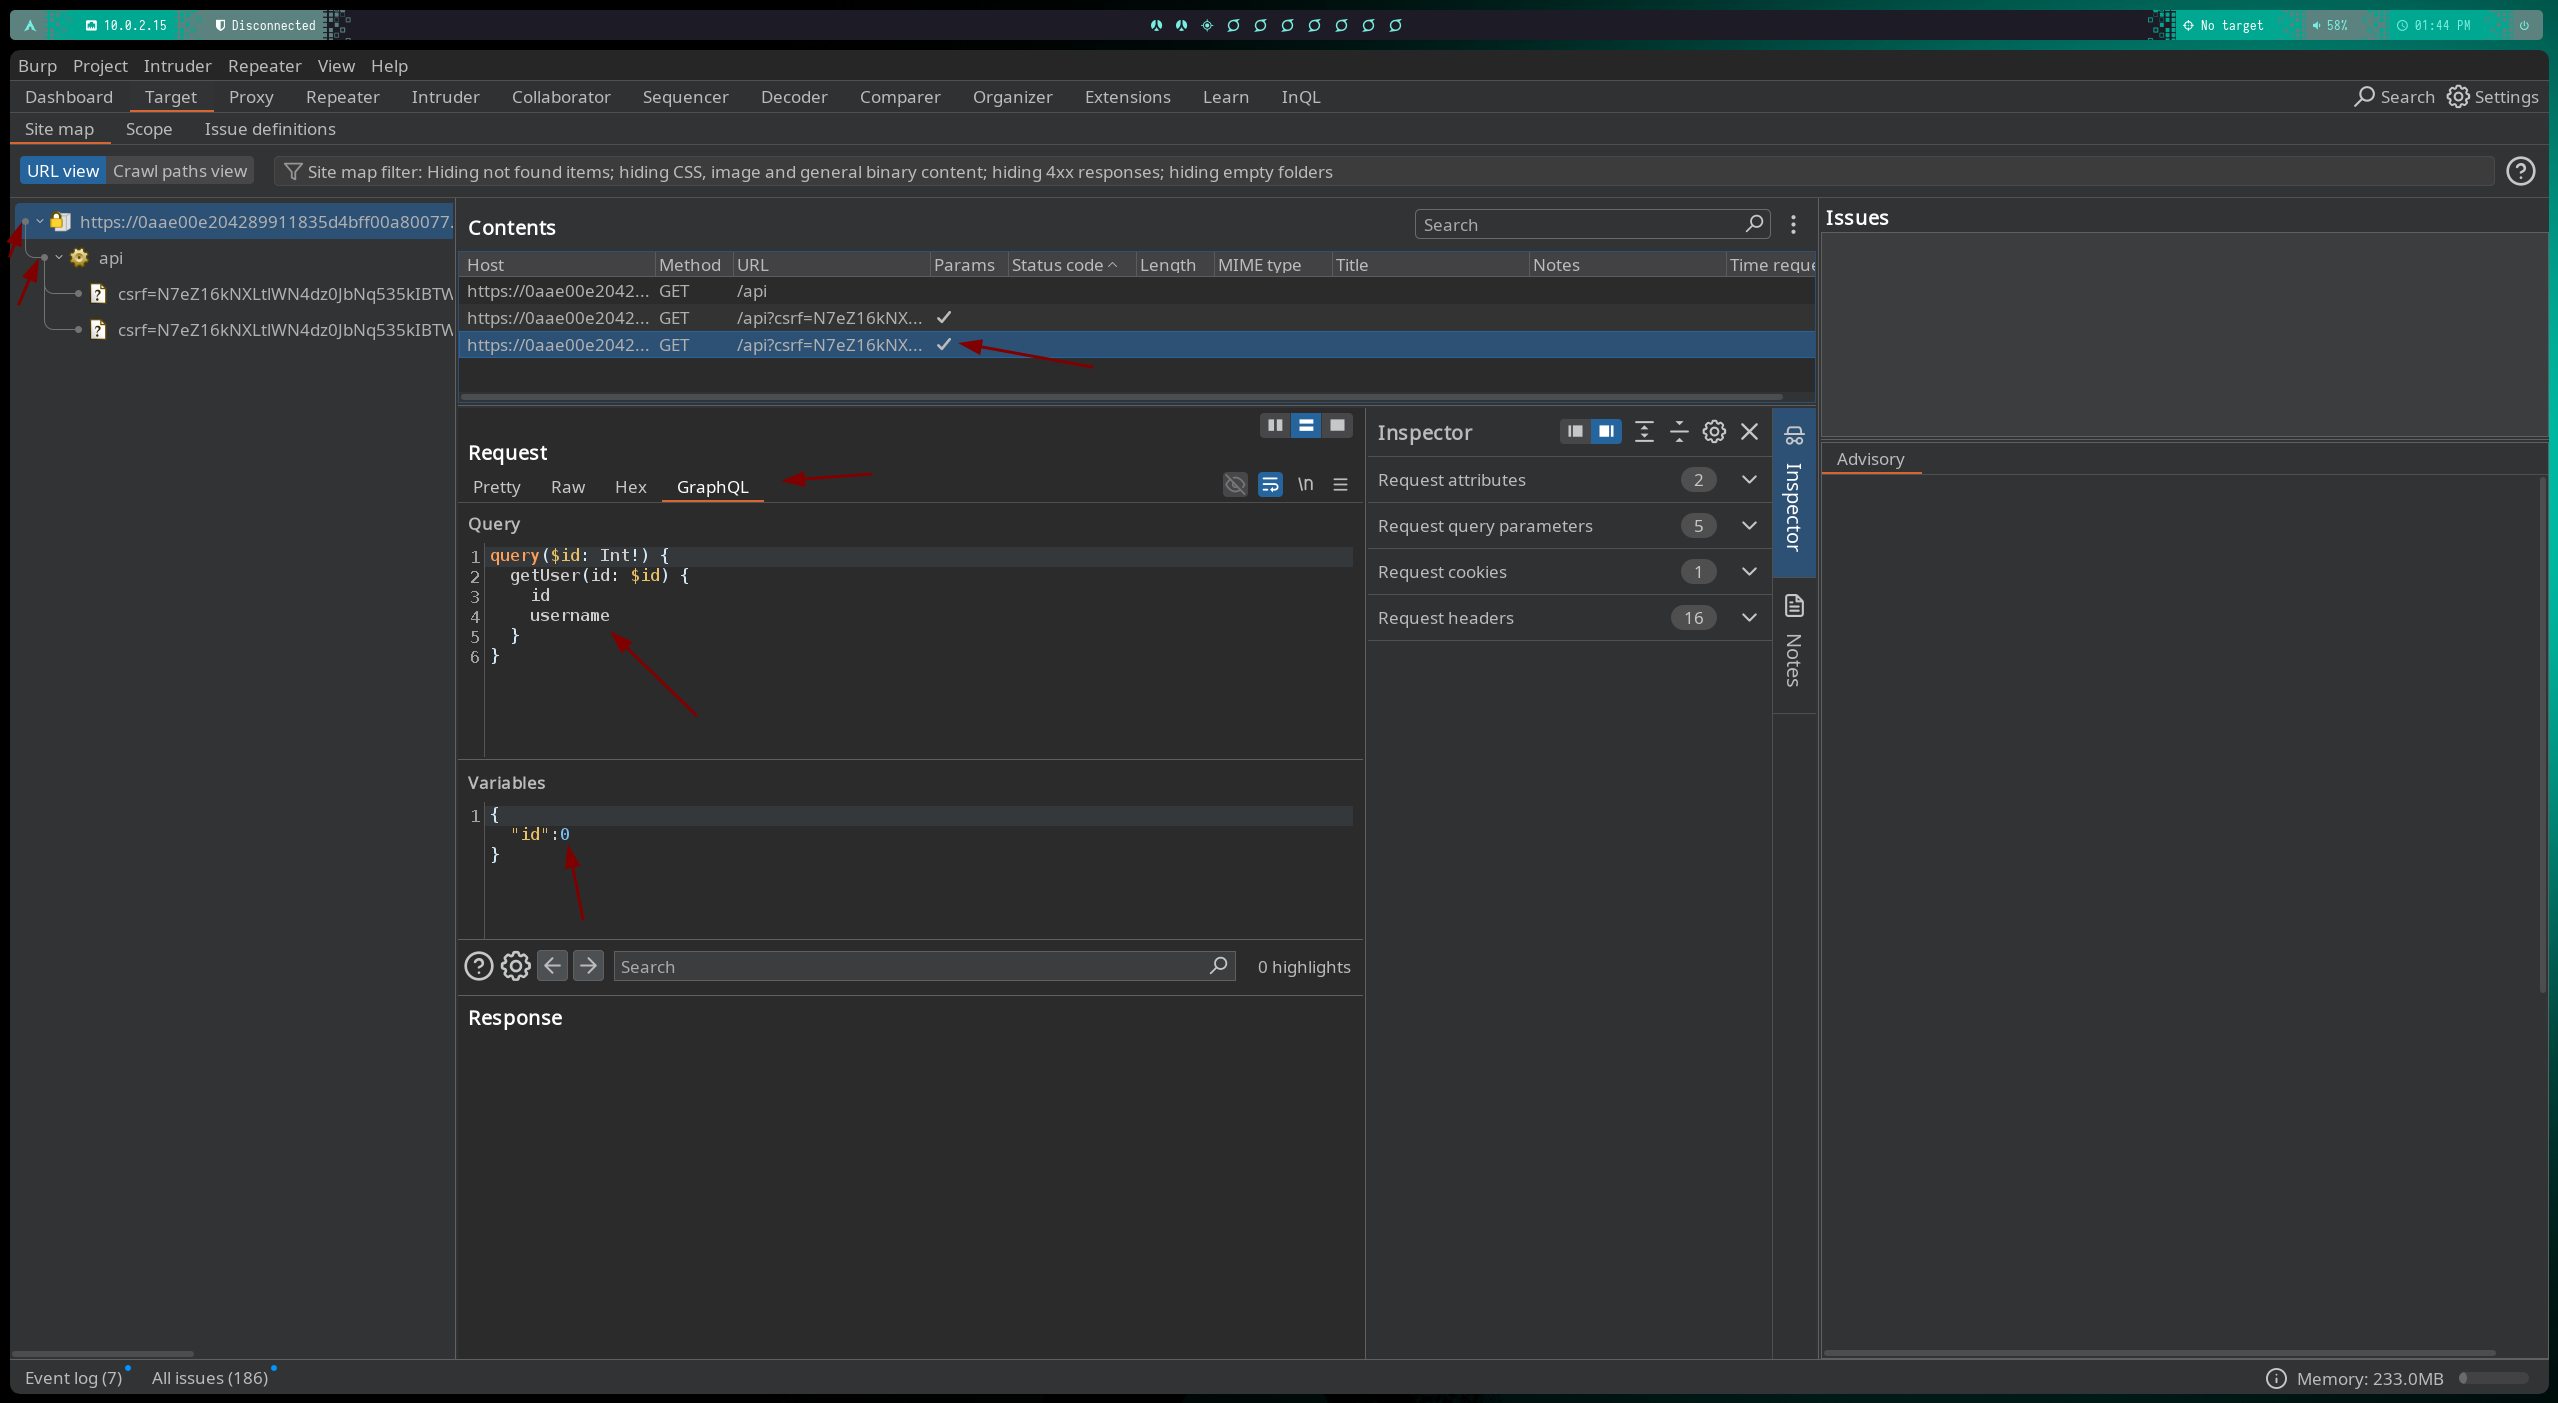 10.0.2.15 Disconnected No target 58% 01:44 PM
Burp Project Intruder Repeater View Help
Dashboard Target Proxy Repeater Intruder Collaborator Sequencer Decoder Comparer Organizer Extensions Learn InQL Search Settings
Site map Scope Issue definitions
URL view Crawl paths view Site map filter: Hiding not found items; hiding CSS, image and general binary content; hiding 4xx responses; hiding empty folders
https://0aae00e204289911835d4bff00a80077.
api
csrf=N7eZ16kNXLtlWN4dz0JbNq535kIBTW
csrf=N7eZ16kNXLtlWN4dz0JbNq535kIBTW
Contents
Search
Host Method URL Params Status code Length MIME type Title Notes Time reque
https://0aae00e2042... GET /api
https://0aae00e2042... GET /api?csrf=N7eZ16kNX...
https://0aae00e2042... GET /api?csrf=N7eZ16kNX...
Request
Pretty Raw Hex GraphQL \n
Query
1 query($id: Int!) {
2 getUser(id: $id) {
3 id
4 username
5 }
6 }
Variables
1 {
"id":0
}
Search 0 highlights
Response
Inspector
Request attributes 2
Request query parameters 5
Request cookies 1
Request headers 16
Inspector
Notes
Issues
Advisory
Event log (7) All issues (186) Memory: 233.0MB